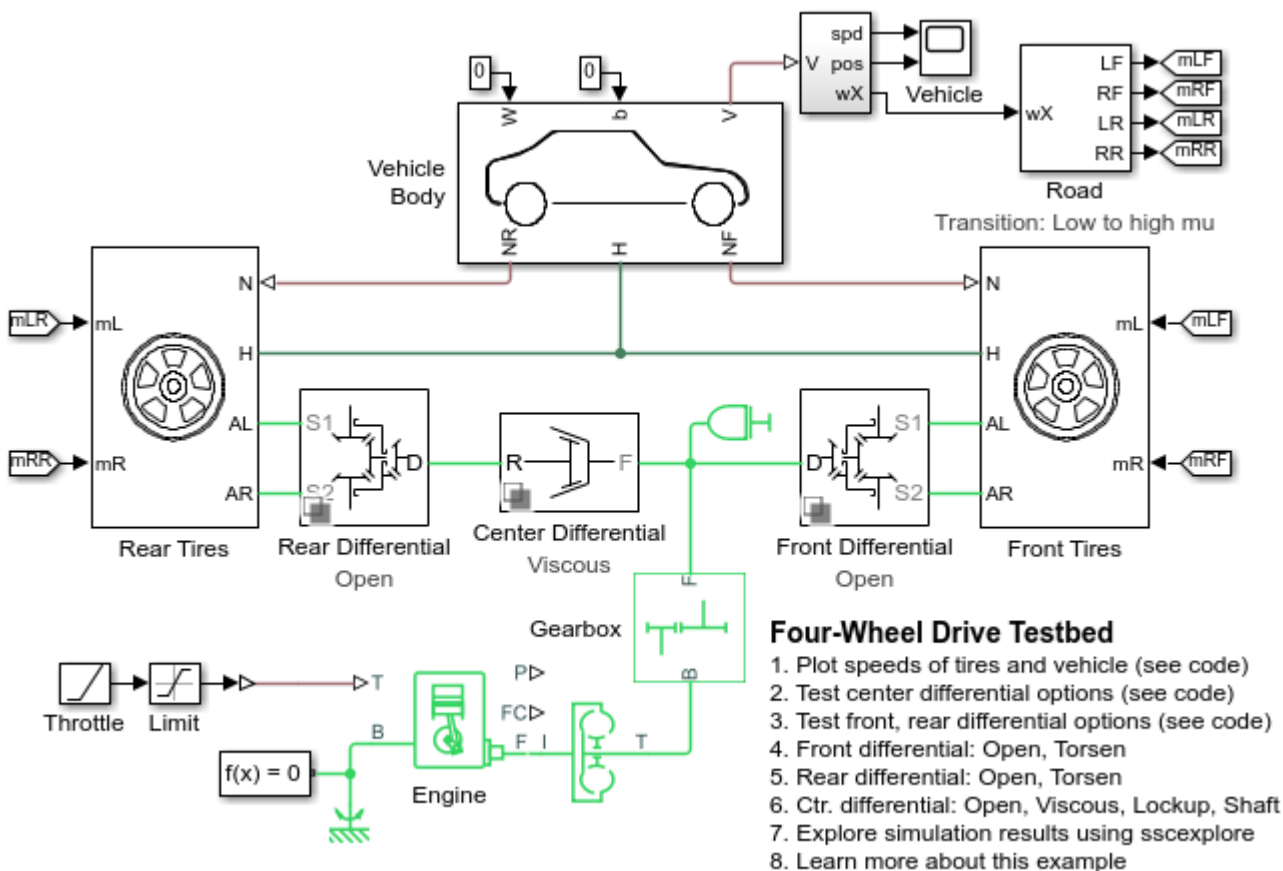 spd
V pos
wX
Vehicle
0
0
W
b
V
wX
LF
RF
LR
RR
mLF
mRF
mLR
mRR
Road
Transition: Low to high mu
Vehicle
Body
NR
H
NF
N
mLR
mL
H
AL
mRR
mR
AR
Rear Tires
S1
S2
D
Rear Differential
Open
R
F
Center Differential
Viscous
D
S1
S2
Front Differential
Open
N
mL
mLF
H
AL
mR
mRF
AR
Front Tires
F
Gearbox
B
Throttle
Limit
T
B
f(x) = 0
P
FC
F
I
T
Engine
Four-Wheel Drive Testbed
1. Plot speeds of tires and vehicle (see code)
2. Test center differential options (see code)
3. Test front, rear differential options (see code)
4. Front differential: Open, Torsen
5. Rear differential: Open, Torsen
6. Ctr. differential: Open, Viscous, Lockup, Shaft
7. Explore simulation results using sscexplore
8. Learn more about this example